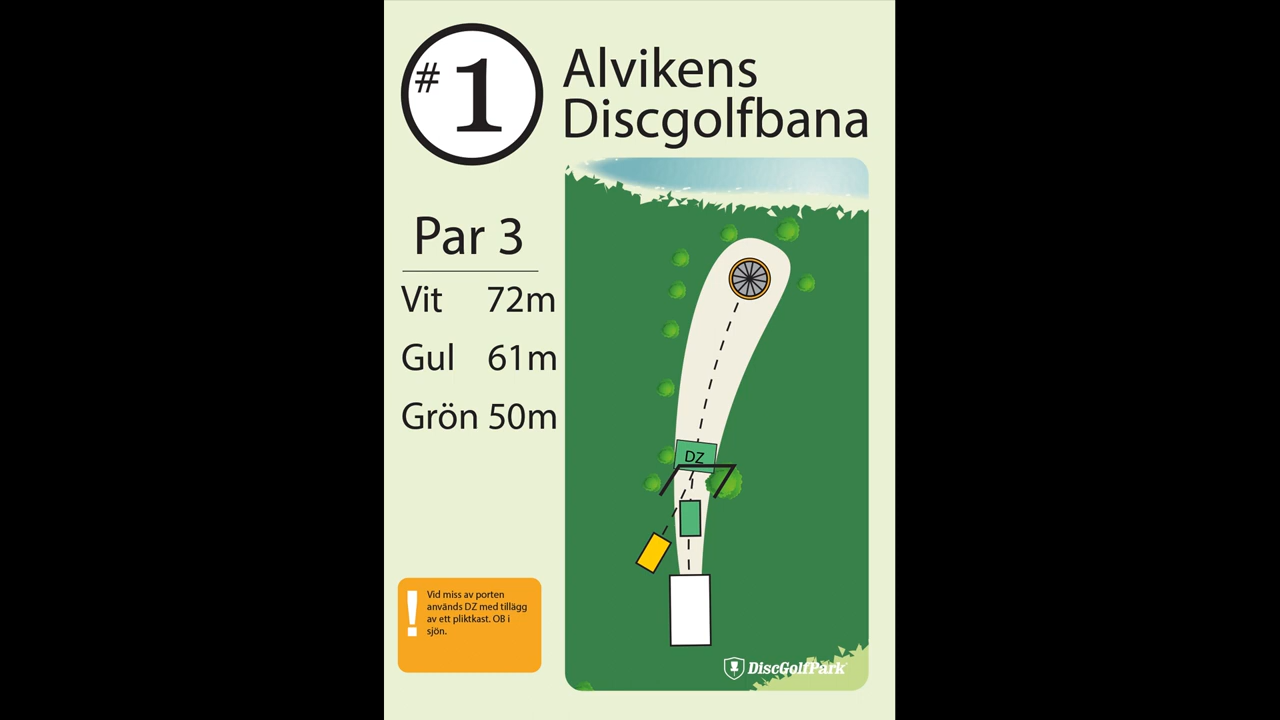 #1
Alvikens
Discgolfbana
Par 3
Vit 72m
Gul 61m
Grön 50m
DZ
! Vid miss av porten
används DZ med tillägg
av ett pliktkast. OB i
sjön.
DiscGolfPark